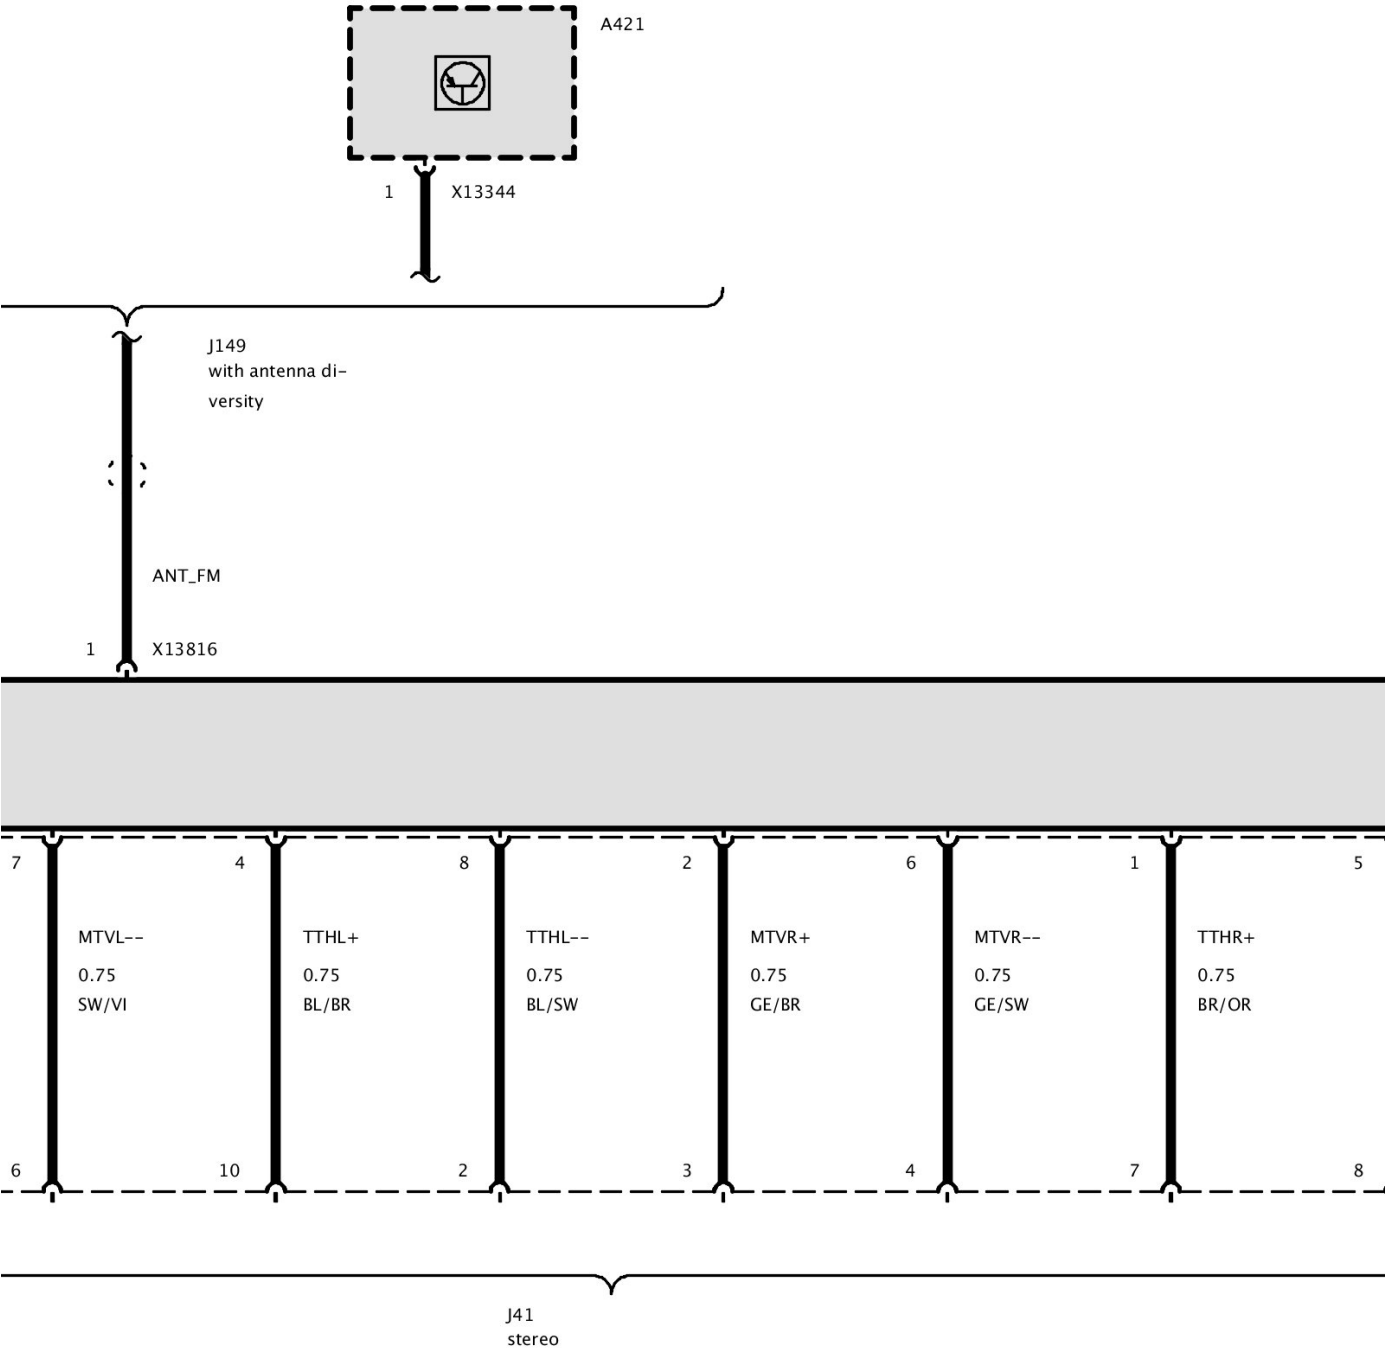 A421
1 X13344
J149
with antenna di-
versity
ANT_FM
1 X13816
7 4 8 2 6 1 5
MTVL-- TTHL+ TTHL-- MTVR+ MTVR-- TTHR+
0.75 0.75 0.75 0.75 0.75 0.75
SW/VI BL/BR BL/SW GE/BR GE/SW BR/OR
6 10 2 3 4 7 8
J41
stereo